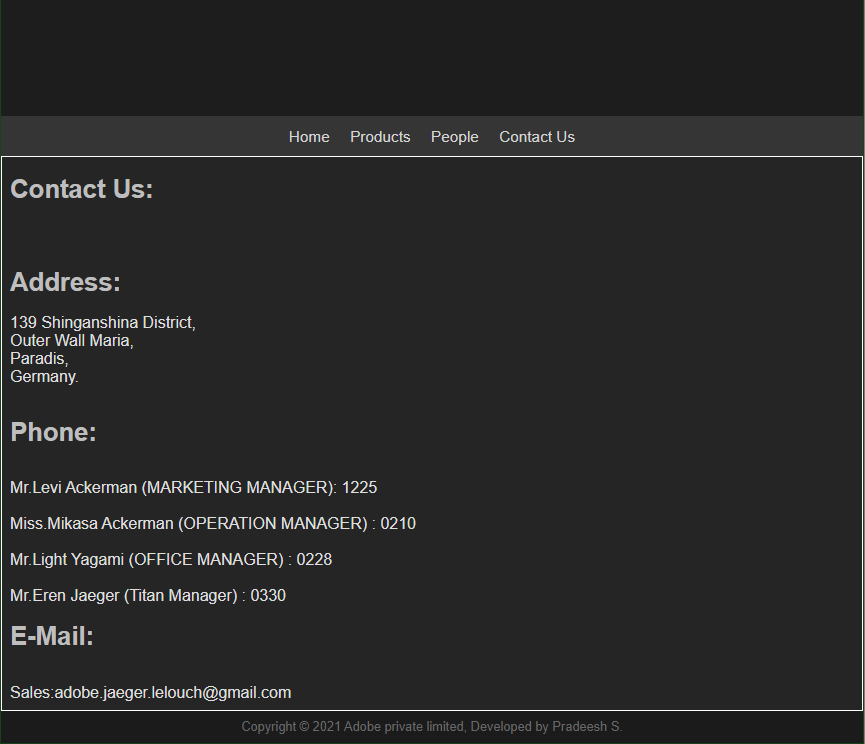 Home Products People Contact Us
Contact Us:
Address:
139 Shinganshina District,
Outer Wall Maria,
Paradis,
Germany.
Phone:
Mr.Levi Ackerman (MARKETING MANAGER): 1225
Miss.Mikasa Ackerman (OPERATION MANAGER) : 0210
Mr.Light Yagami (OFFICE MANAGER) : 0228
Mr.Eren Jaeger (Titan Manager) : 0330
E-Mail:
Sales:adobe.jaeger.lelouch@gmail.com
Copyright © 2021 Adobe private limited, Developed by Pradeesh S.